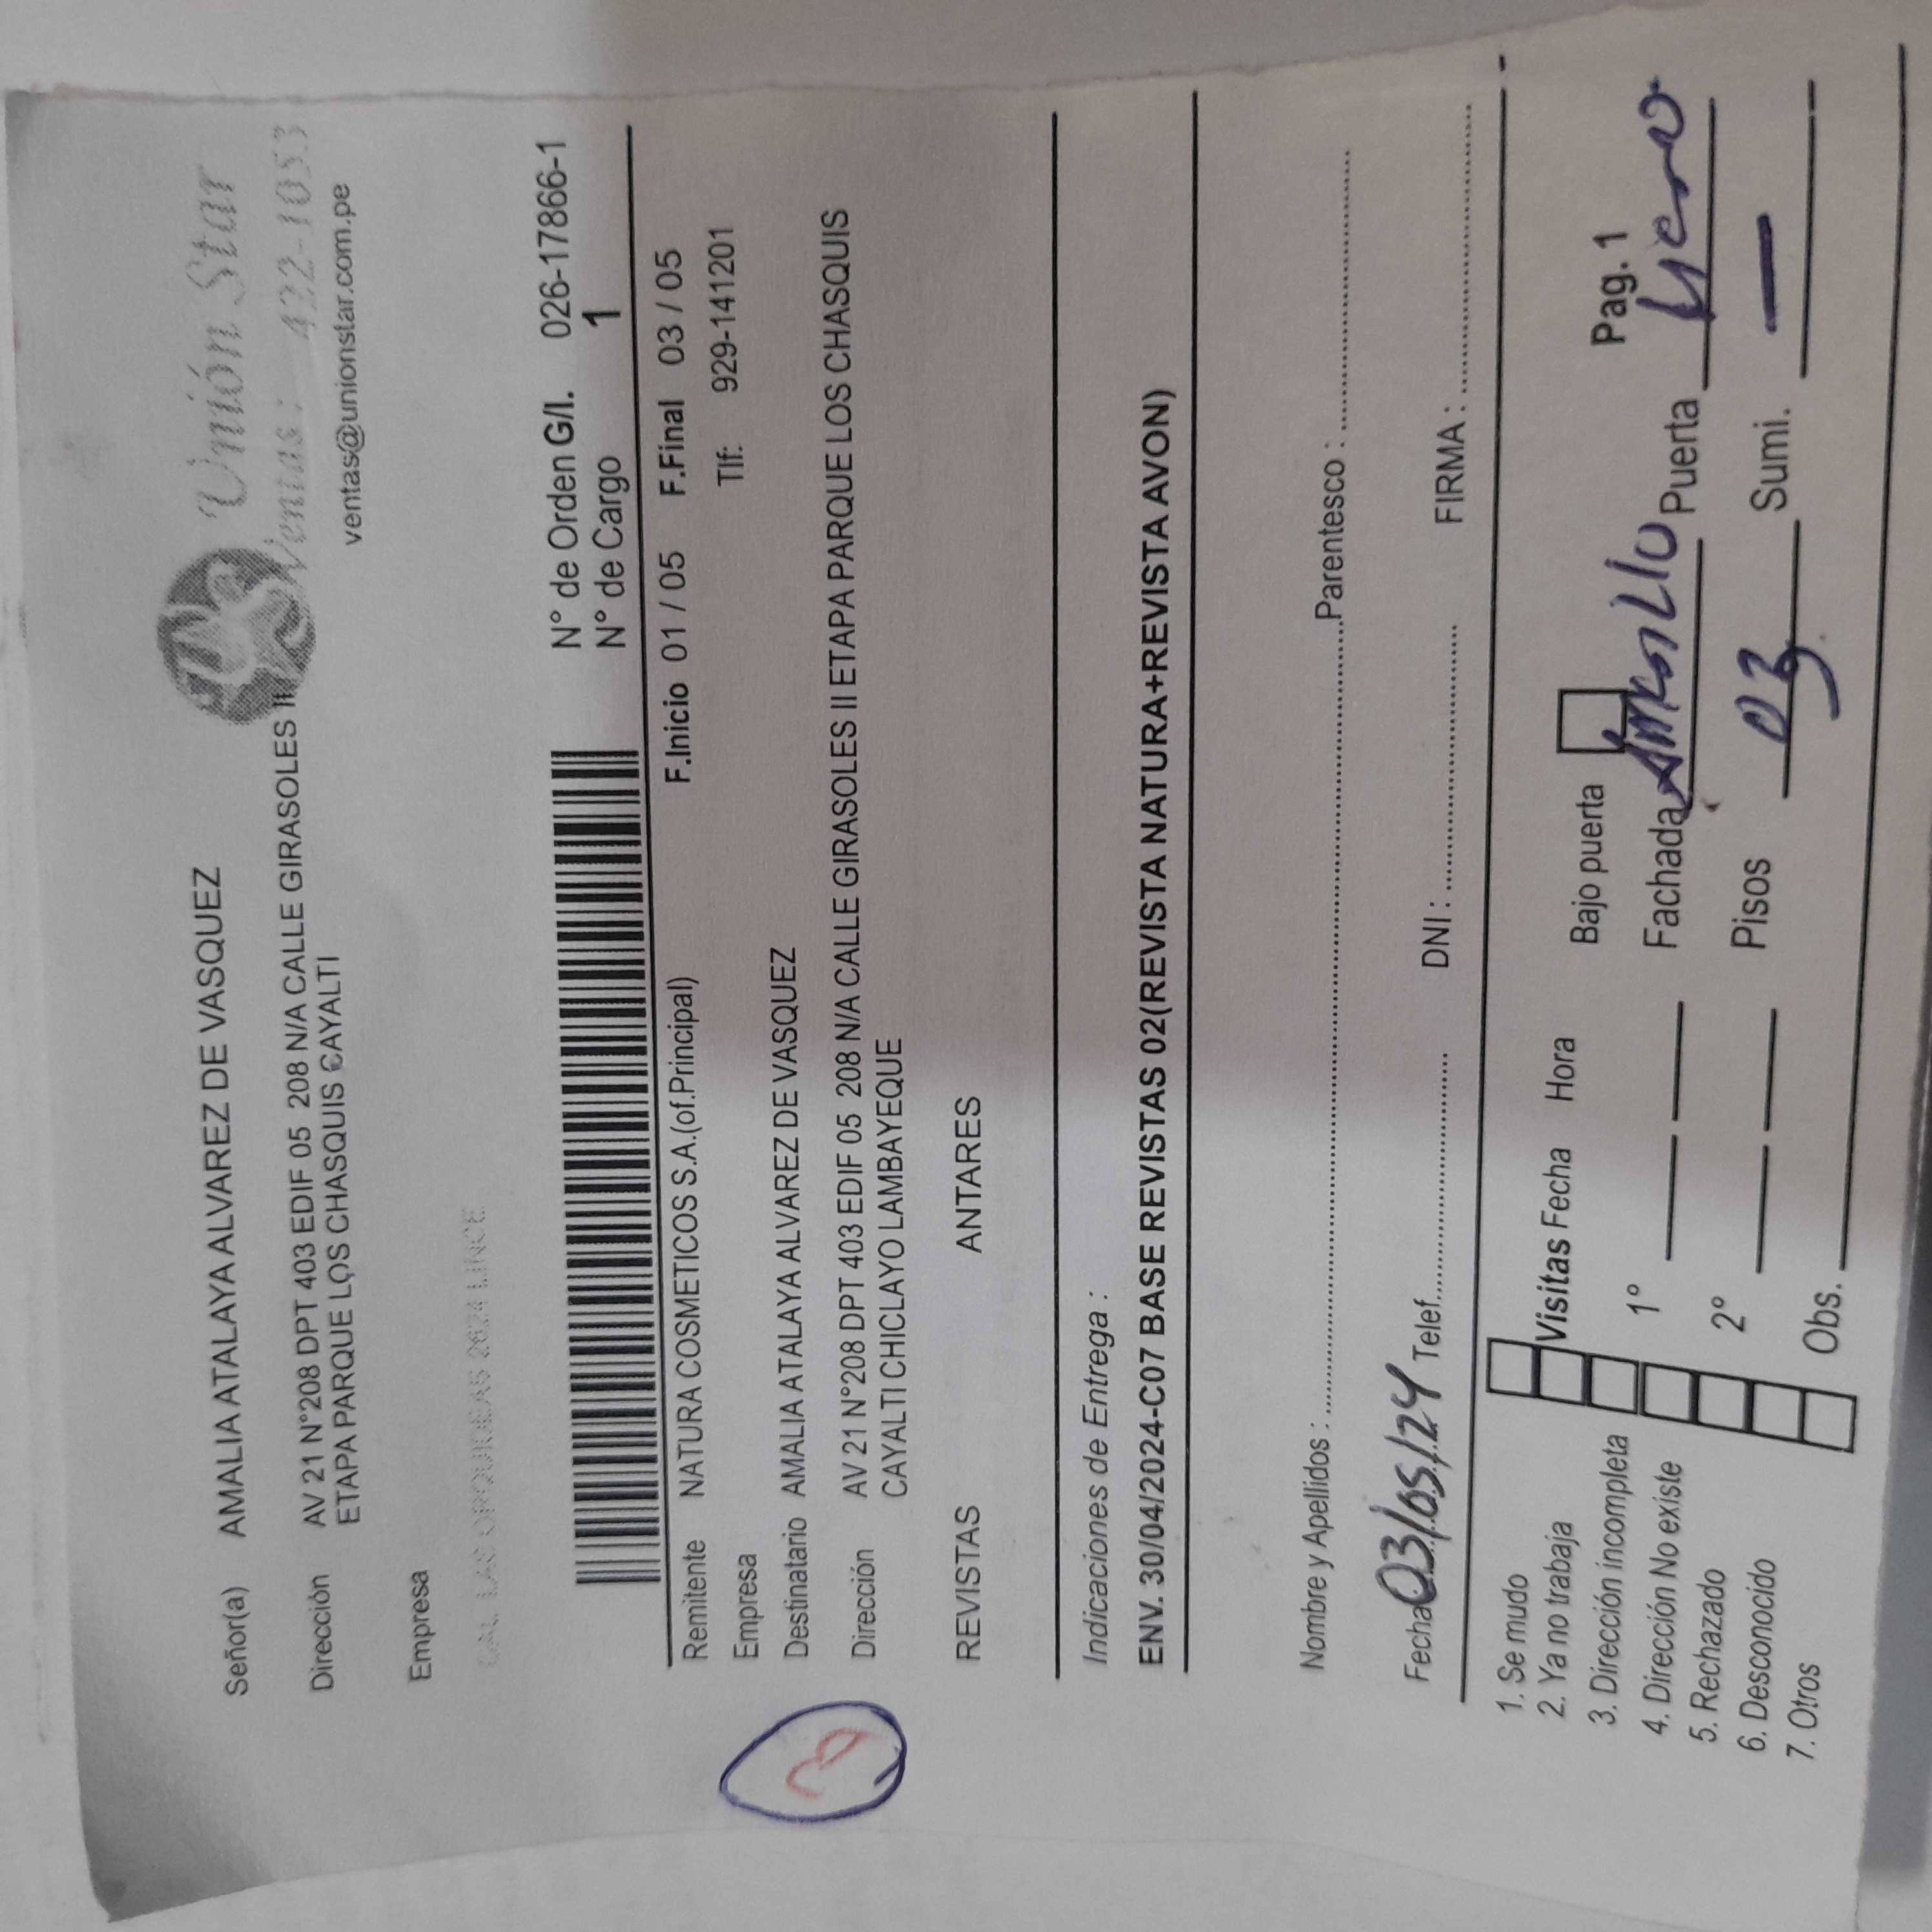 Unión Star
Ventas: 422-1053
ventas@unionstar.com.pe
Señor(a) AMALIA ATALAYA ALVAREZ DE VASQUEZ
Dirección AV 21 N°208 DPT 403 EDIF 05 208 N/A CALLE GIRASOLES II
ETAPA PARQUE LOS CHASQUIS CAYALTI
Empresa
N° de Orden G/I. 026-17866-1
N° de Cargo 1
F.Inicio 01 / 05 F.Final 03 / 05
Remitente NATURA COSMETICOS S.A.(of.Principal)
Tlf: 929-141201
Empresa
Destinatario AMALIA ATALAYA ALVAREZ DE VASQUEZ
Dirección AV 21 N°208 DPT 403 EDIF 05 208 N/A CALLE GIRASOLES II ETAPA PARQUE LOS CHASQUIS
CAYALTI CHICLAYO LAMBAYEQUE
REVISTAS ANTARES
Indicaciones de Entrega :
ENV. 30/04/2024-C07 BASE REVISTAS 02(REVISTA NATURA+REVISTA AVON)
Nombre y Apellidos : Parentesco :
Fecha 03/05/24 Telef. DNI : FIRMA :
1. Se mudo
2. Ya no trabaja Visitas Fecha Hora Bajo puerta Pag. 1
3. Dirección incompleta
4. Dirección No existe 1° Fachada Amarillo Puerta
5. Rechazado
6. Desconocido 2° Pisos 03 Sumi. —
7. Otros Obs.